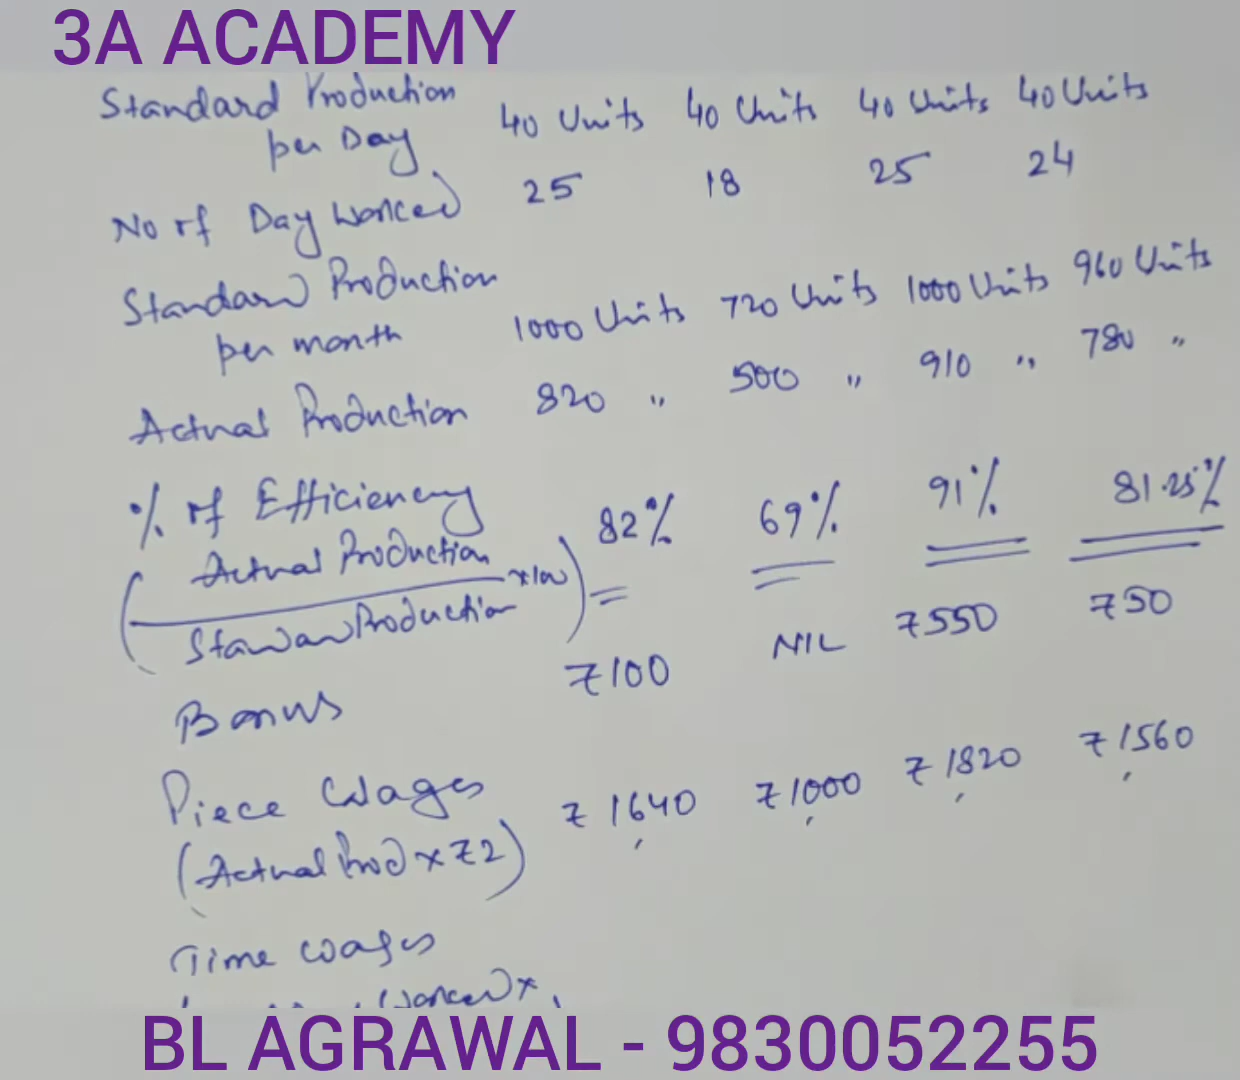 3A ACADEMY
Standard Production 40 Units 40 Units 40 Units 40 Units
per Day
No of Day Worked 25 18 25 24
Standard Production
per month 1000 Units 720 Units 1000 Units 960 Units
Actual Production 820 " 500 " 910 " 780 "
% of Efficiency 82% 69% 91% 81.25%
(Actual Production
Standard Production ×100)
Bonus ₹100 NIL ₹550 ₹50
Piece Wages ₹1640 ₹1000 ₹1820 ₹1560
(Actual Prod × ₹2)
Time Wages
Worked ×
BL AGRAWAL - 9830052255